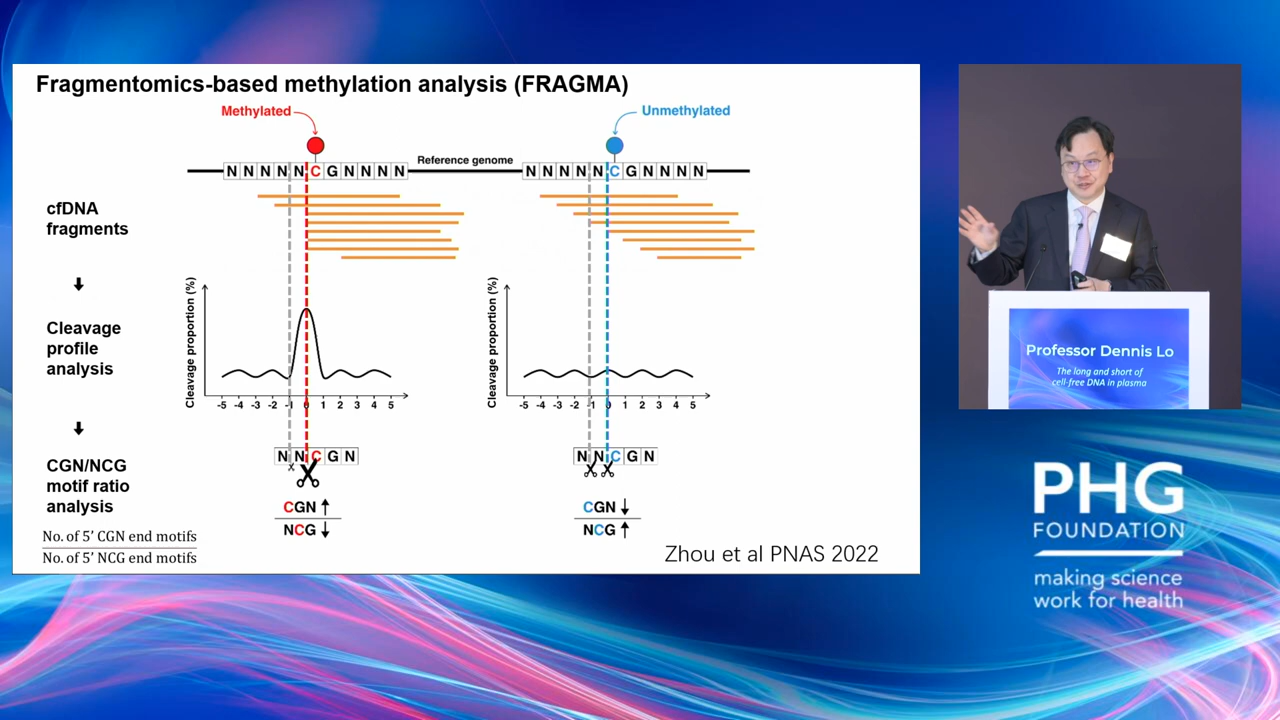 Fragmentomics-based methylation analysis (FRAGMA)
Methylated
Unmethylated
N N N N N C G N N N N
Reference genome
N N N N N C G N N N N
cfDNA
fragments
Cleavage
profile
analysis
Cleavage proportion (%)
-5 -4 -3 -2 -1 0 1 2 3 4 5
Cleavage proportion (%)
-5 -4 -3 -2 -1 0 1 2 3 4 5
CGN/NCG
motif ratio
analysis
No. of 5’ CGN end motifs
No. of 5’ NCG end motifs
N N C G N
CGN
NCG
N N C G N
CGN
NCG
Zhou et al PNAS 2022
Professor Dennis Lo
The long and short of
cell-free DNA in plasma
PHG
FOUNDATION
making science
work for health